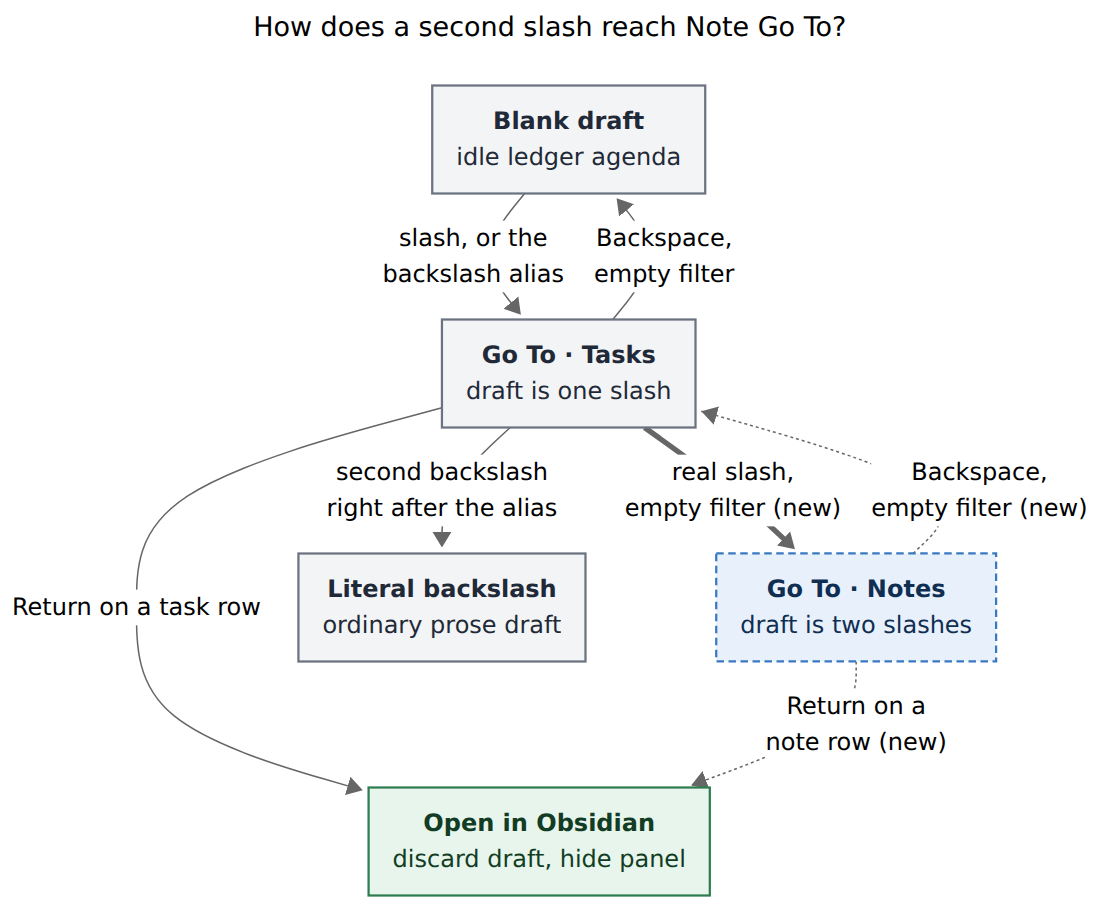 How does a second slash reach Note Go To?
Blank draft
idle ledger agenda
slash, or the
backslash alias
Backspace,
empty filter
Go To · Tasks
draft is one slash
second backslash
right after the alias
real slash,
empty filter (new)
Backspace,
empty filter (new)
Return on a task row
Literal backslash
ordinary prose draft
Go To · Notes
draft is two slashes
Return on a
note row (new)
Open in Obsidian
discard draft, hide panel